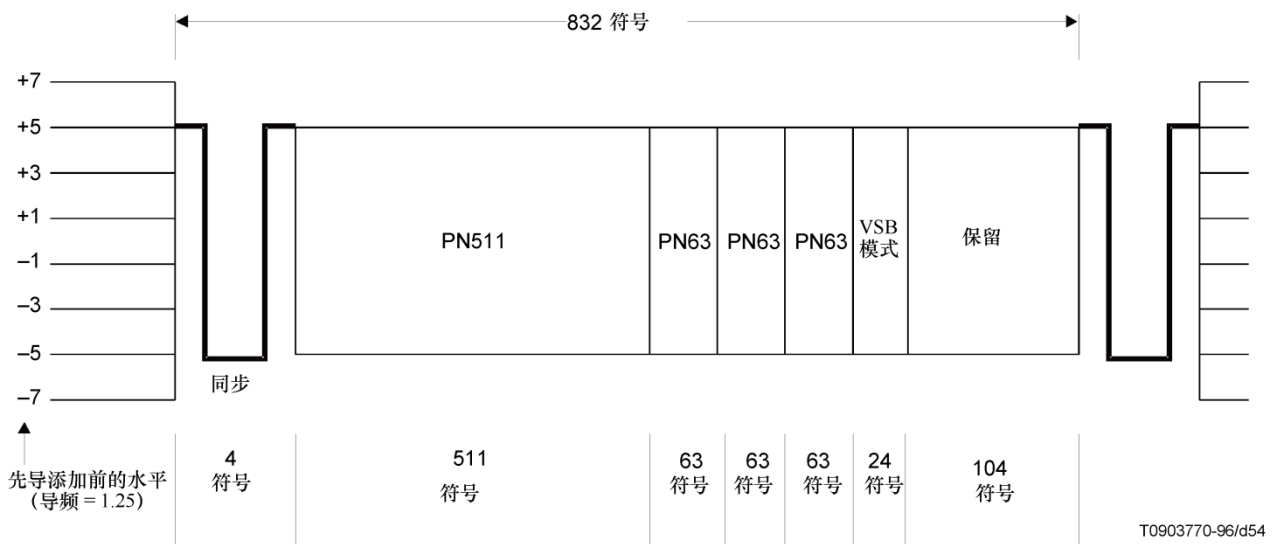 832 符号
+7
+5
+3
+1
–1
–3
–5
–7
PN511
PN63
PN63
PN63
VSB
模式
保留
同步
先导添加前的水平
（导频 = 1.25）
4
符号
511
符号
63
符号
63
符号
63
符号
24
符号
104
符号
T0903770-96/d54